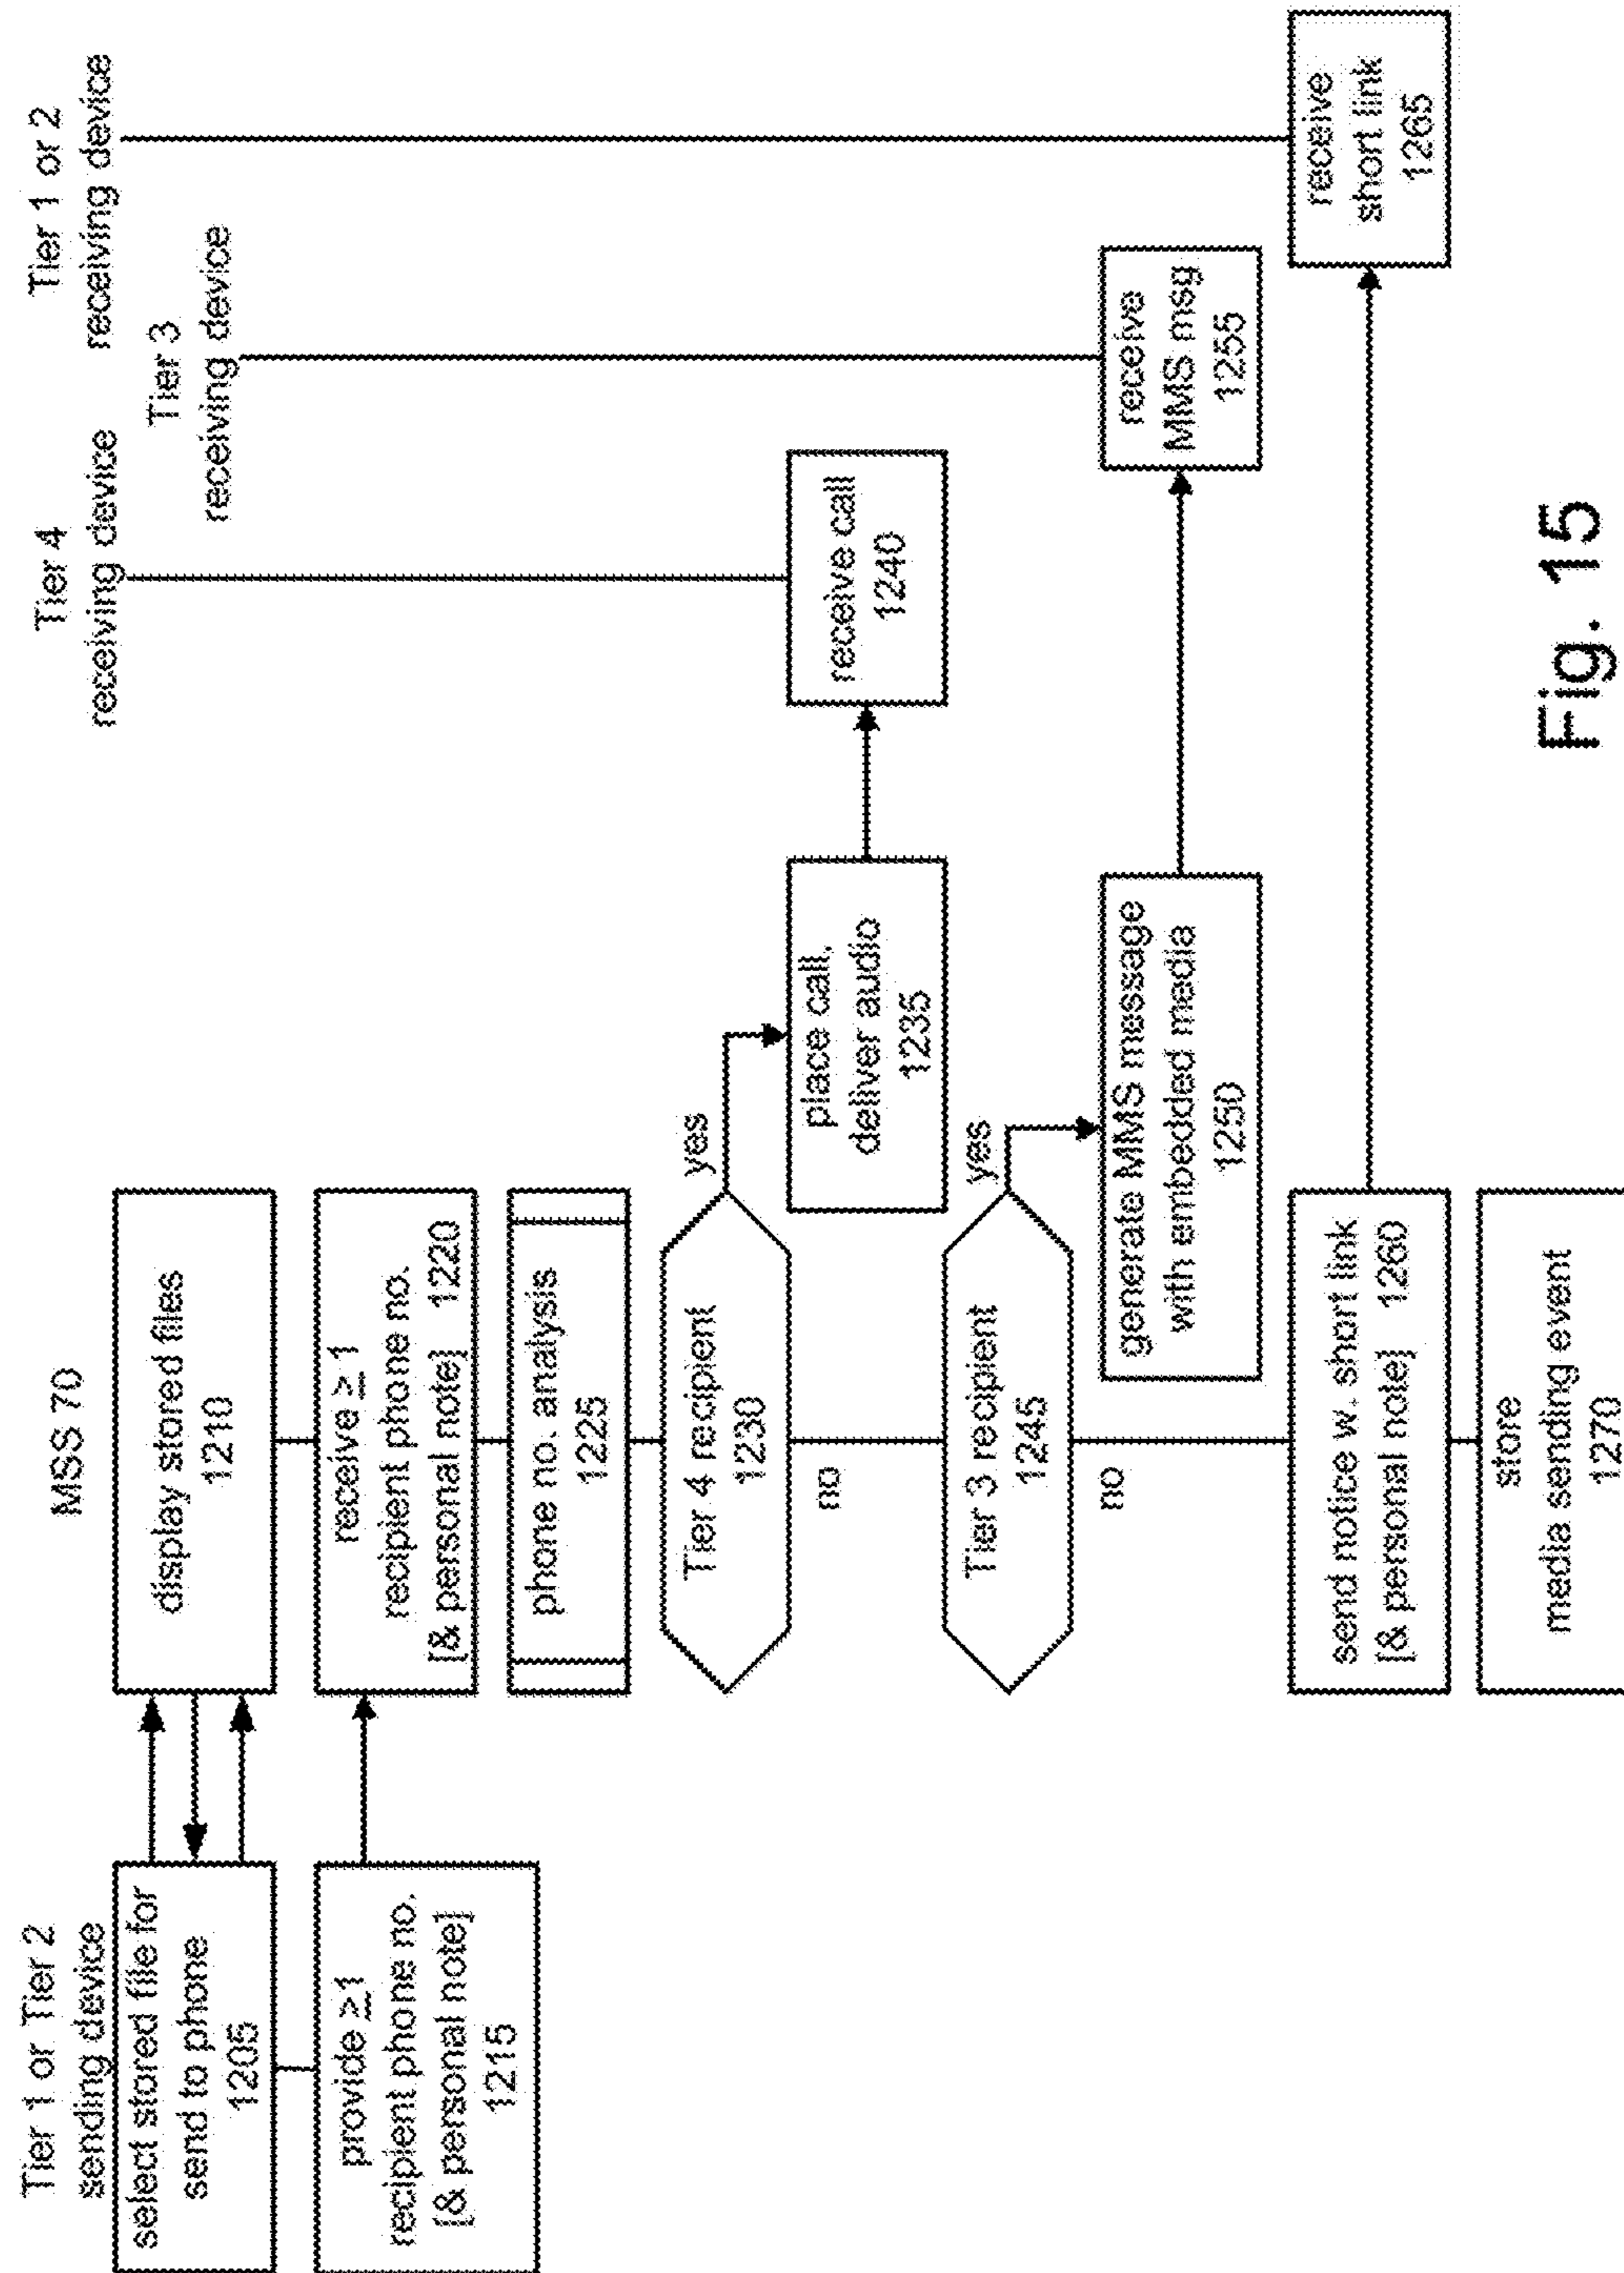 Tier 1 or Tier 2
sending device
MSS 70
Tier 4
receiving device
Tier 3
receiving device
Tier 1 or 2
receiving device
select stored file for
send to phone
1205
display stored files
1210
provide ≥1
recipient phone no.
[& personal note]
1215
receive ≥ 1
recipient phone no.
[& personal note] 1220
phone no. analysis
1225
Tier 4 recipient
1230
yes
no
place call,
deliver audio
1235
receive call
1240
Tier 3 recipient
1245
yes
no
generate MMS message
with embedded media
1250
receive
MMS msg
1255
send notice w. short link
[& personal note] 1260
receive
short link
1265
store
media sending event
1270
Fig. 15